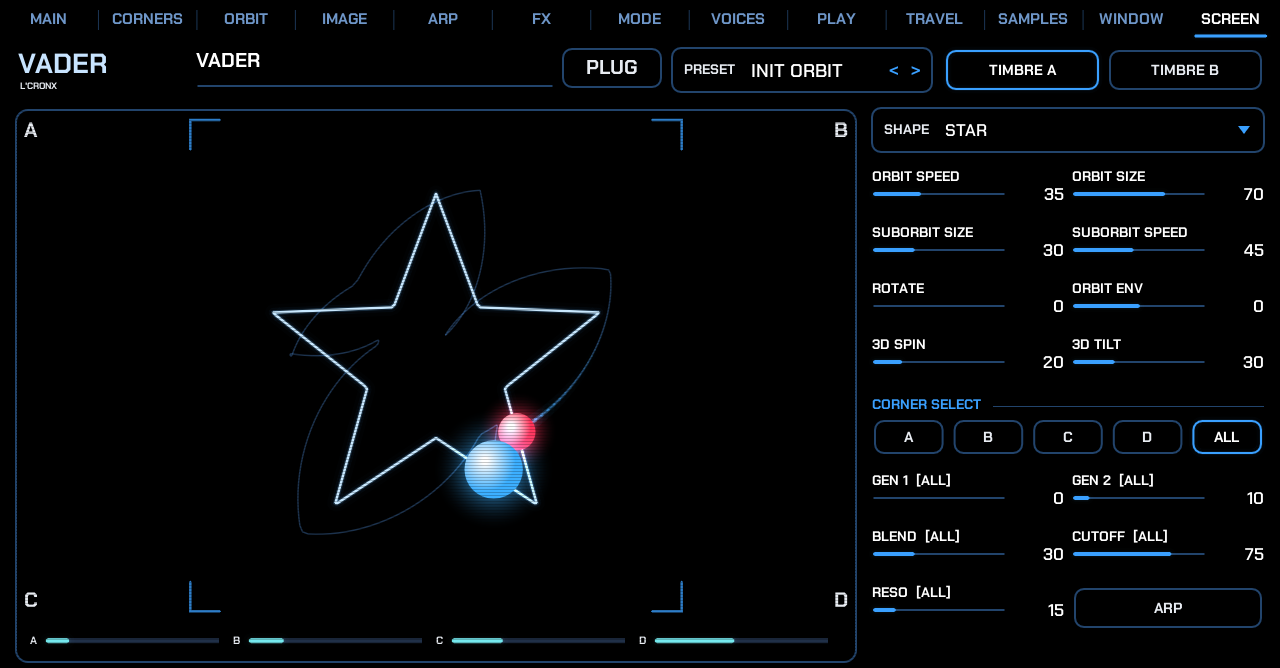 MAIN CORNERS ORBIT IMAGE ARP FX MODE VOICES PLAY TRAVEL SAMPLES WINDOW SCREEN
VADER
L'CRONX
VADER
PLUG
PRESET INIT ORBIT < >
TIMBRE A
TIMBRE B
A
B
C
D
A
B
C
D
SHAPE STAR
ORBIT SPEED 35
ORBIT SIZE 70
SUBORBIT SIZE 30
SUBORBIT SPEED 45
ROTATE 0
ORBIT ENV 0
3D SPIN 20
3D TILT 30
CORNER SELECT
A B C D ALL
GEN 1 [ALL] 0
GEN 2 [ALL] 10
BLEND [ALL] 30
CUTOFF [ALL] 75
RESO [ALL] 15
ARP